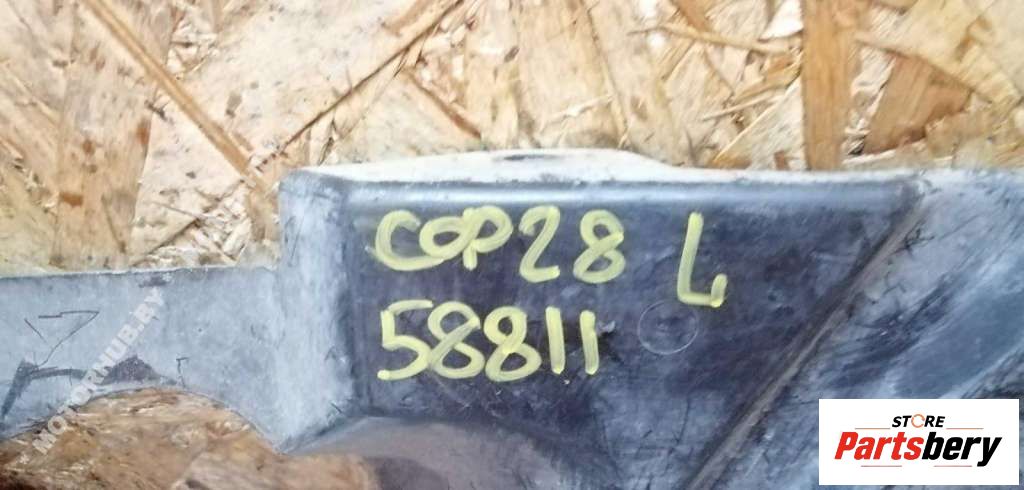 COP28 L
58811
MOTORHUB.BY
STORE
Partsbery